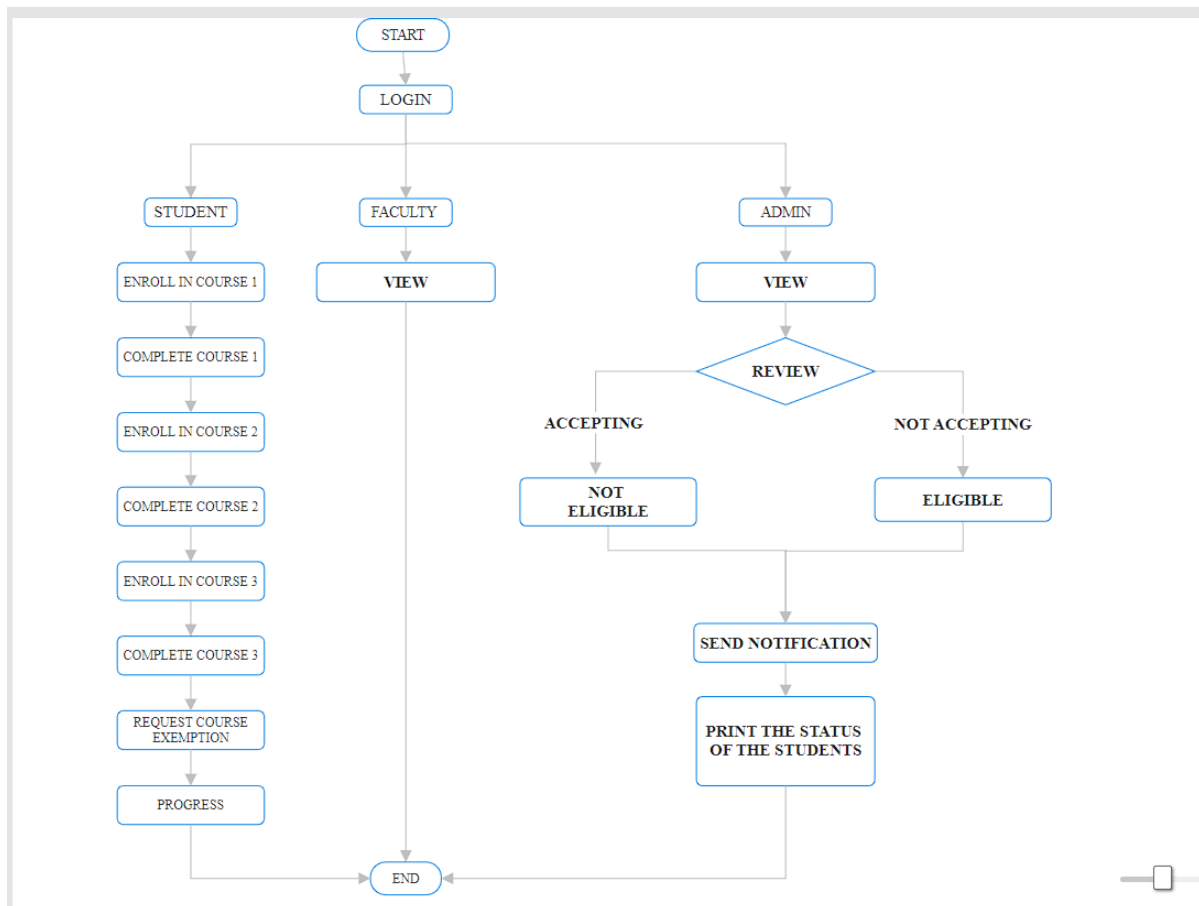 START
LOGIN
STUDENT
FACULTY
ADMIN
ENROLL IN COURSE 1
VIEW
VIEW
COMPLETE COURSE 1
REVIEW
ACCEPTING
NOT ACCEPTING
ENROLL IN COURSE 2
COMPLETE COURSE 2
NOT
ELIGIBLE
ELIGIBLE
ENROLL IN COURSE 3
COMPLETE COURSE 3
SEND NOTIFICATION
REQUEST COURSE
EXEMPTION
PRINT THE STATUS
OF THE STUDENTS
PROGRESS
END